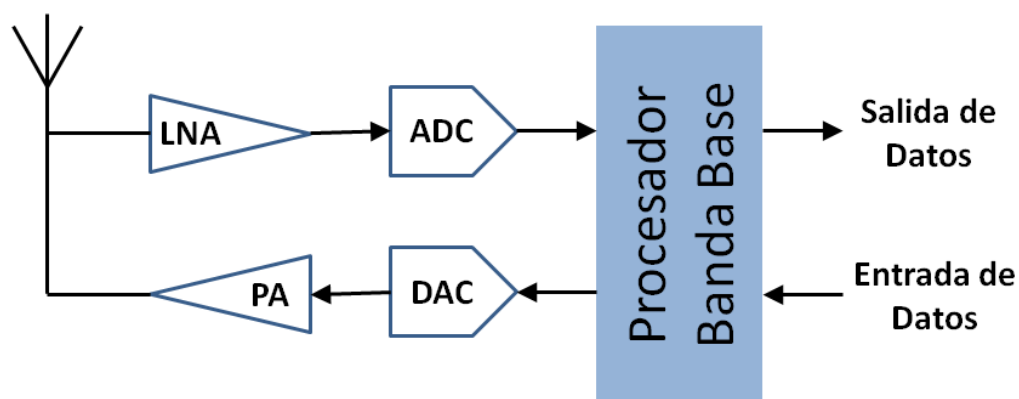 LNA
ADC
Procesador
Banda Base
Salida de
Datos
PA
DAC
Entrada de
Datos